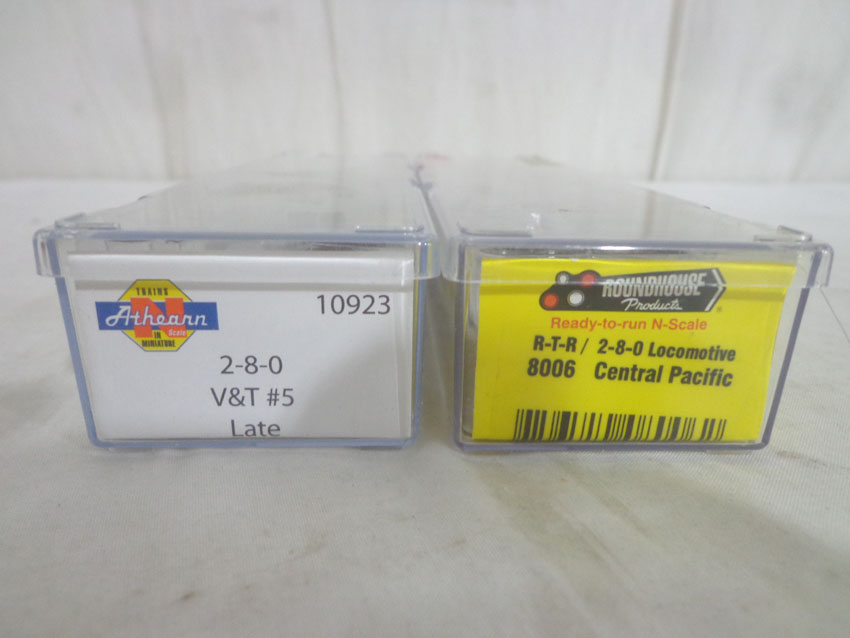 TRAINS
N
Athearn
Scale
IN
MINIATURE
10923
2-8-0
V&T #5
Late
ROUNDHOUSE
Products
®
Ready-to-run N-Scale
R-T-R / 2-8-0 Locomotive
8006 Central Pacific